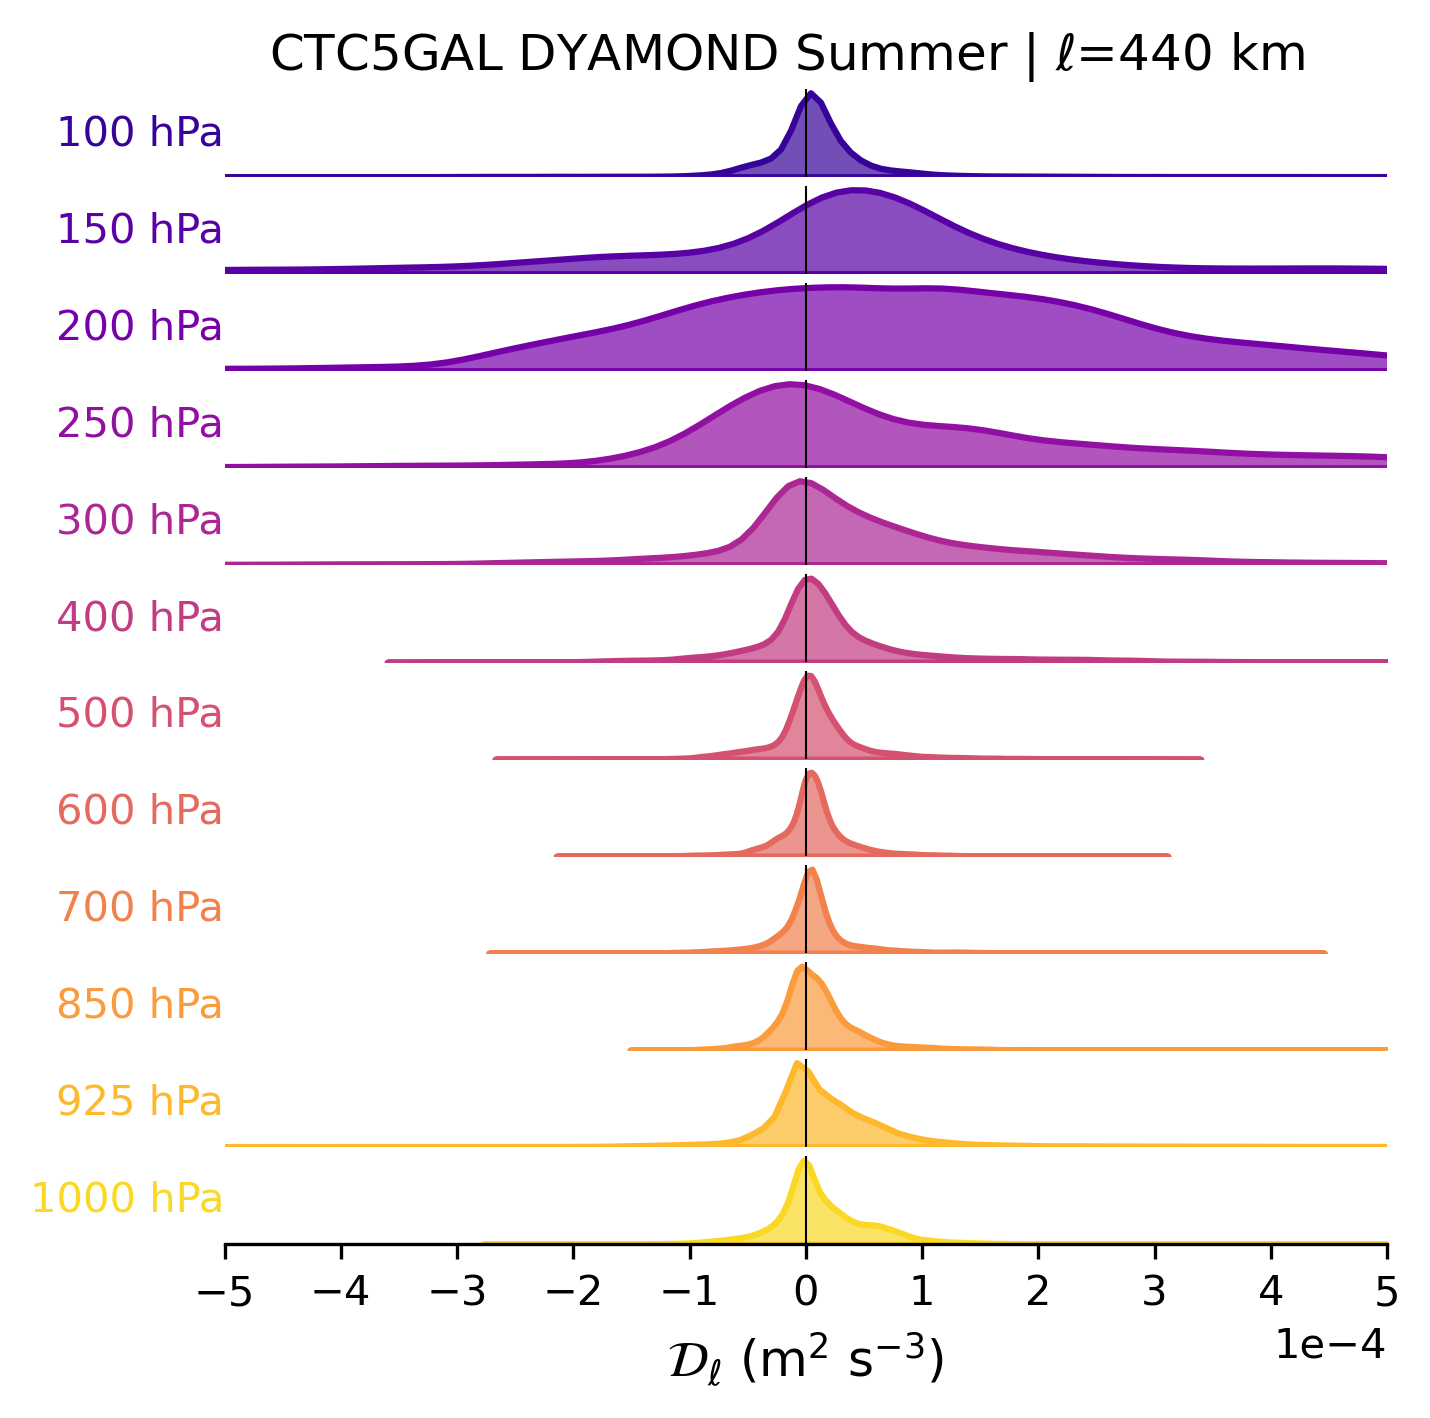 CTC5GAL DYAMOND Summer | ℓ=440 km
100 hPa
150 hPa
200 hPa
250 hPa
300 hPa
400 hPa
500 hPa
600 hPa
700 hPa
850 hPa
925 hPa
1000 hPa
−5 −4 −3 −2 −1 0 1 2 3 4 5
1e−4
𝒟ℓ (m² s⁻³)